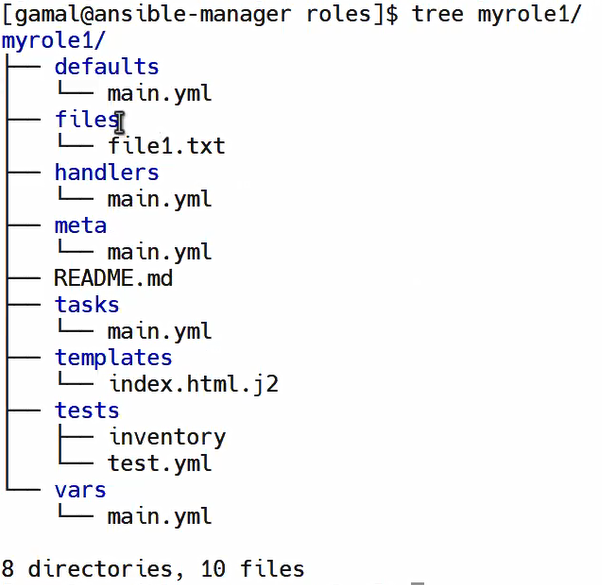 [gamal@ansible-manager roles]$ tree myrole1/
myrole1/
├── defaults
│   └── main.yml
├── files
│   └── file1.txt
├── handlers
│   └── main.yml
├── meta
│   └── main.yml
├── README.md
├── tasks
│   └── main.yml
├── templates
│   └── index.html.j2
├── tests
│   ├── inventory
│   └── test.yml
└── vars
    └── main.yml
8 directories, 10 files